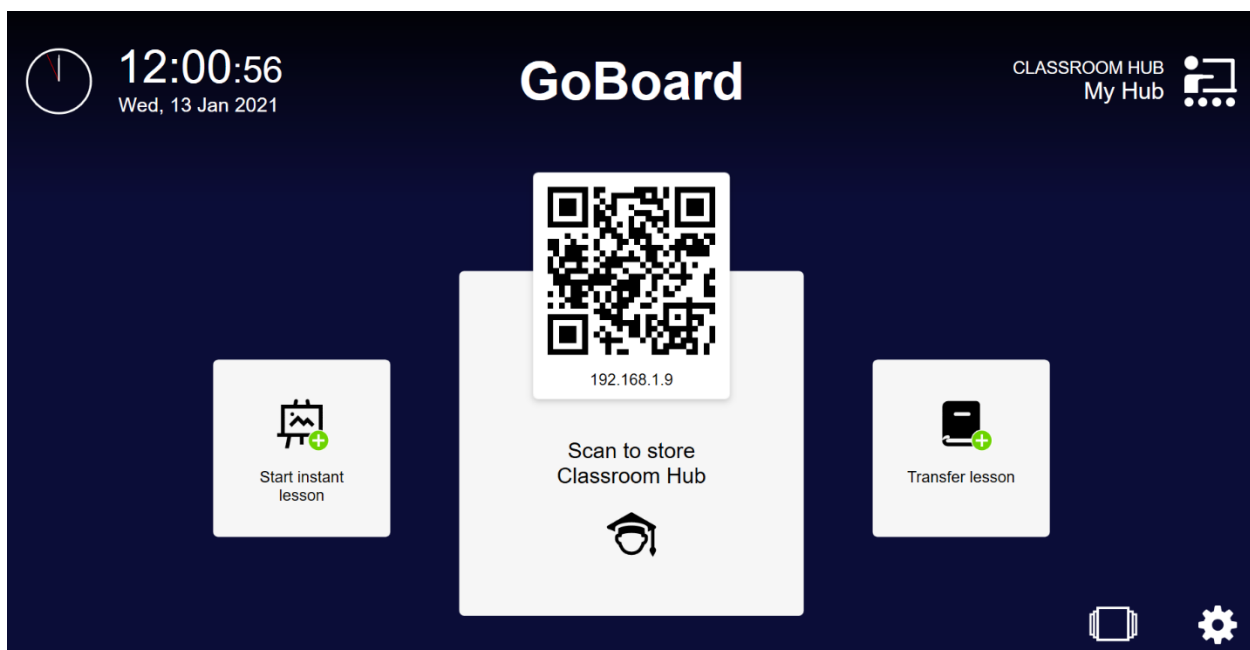 12:00:56
Wed, 13 Jan 2021
GoBoard
CLASSROOM HUB
My Hub
192.168.1.9
Scan to store
Classroom Hub
Start instant
lesson
Transfer lesson